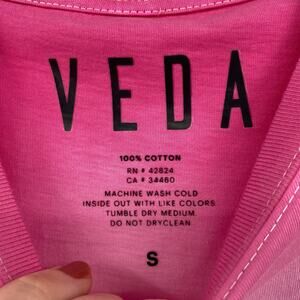 VEDA
100% COTTON
RN # 42824
CA # 34460
MACHINE WASH COLD
INSIDE OUT WITH LIKE COLORS
TUMBLE DRY MEDIUM
DO NOT DRYCLEAN
S